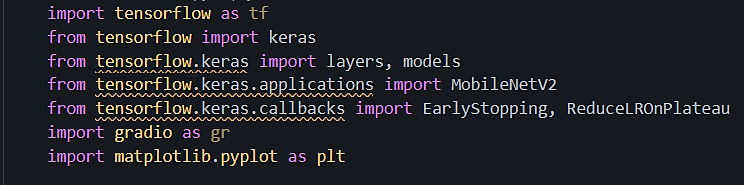 import tensorflow as tf
from tensorflow import keras
from tensorflow.keras import layers, models
from tensorflow.keras.applications import MobileNetV2
from tensorflow.keras.callbacks import EarlyStopping, ReduceLROnPlateau
import gradio as gr
import matplotlib.pyplot as plt